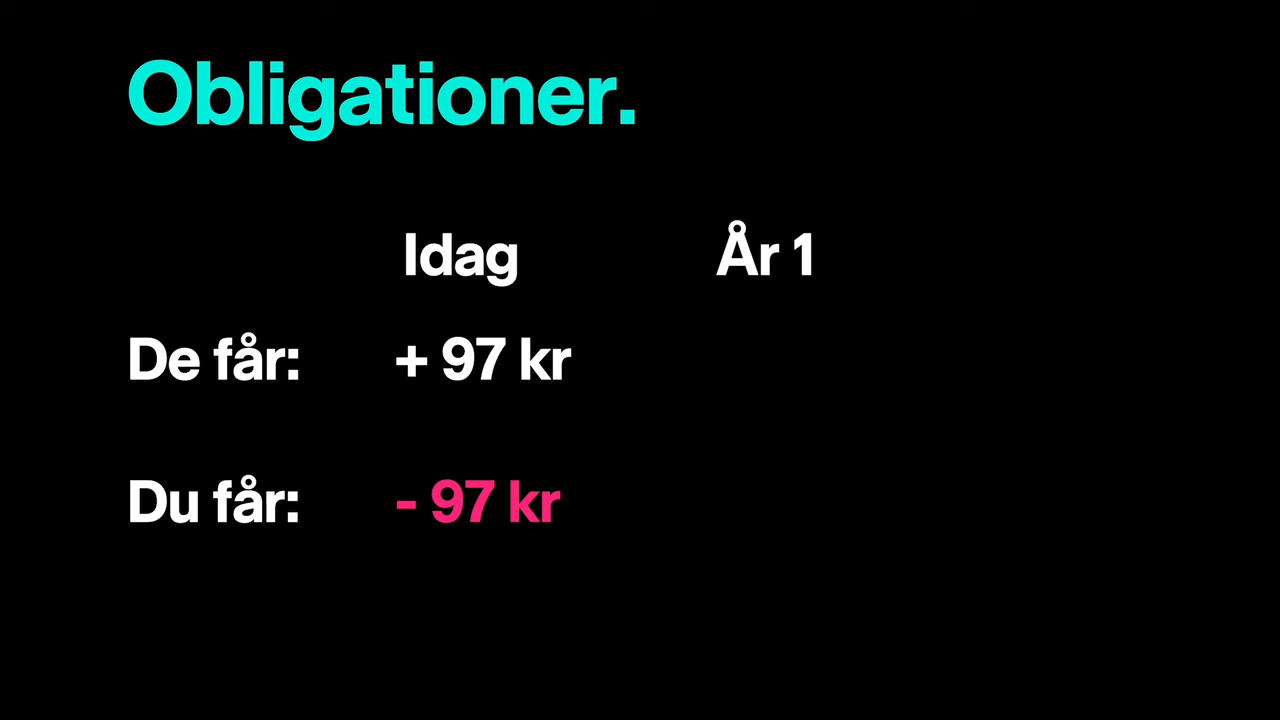 Obligationer.
Idag År 1
De får: + 97 kr
Du får: - 97 kr